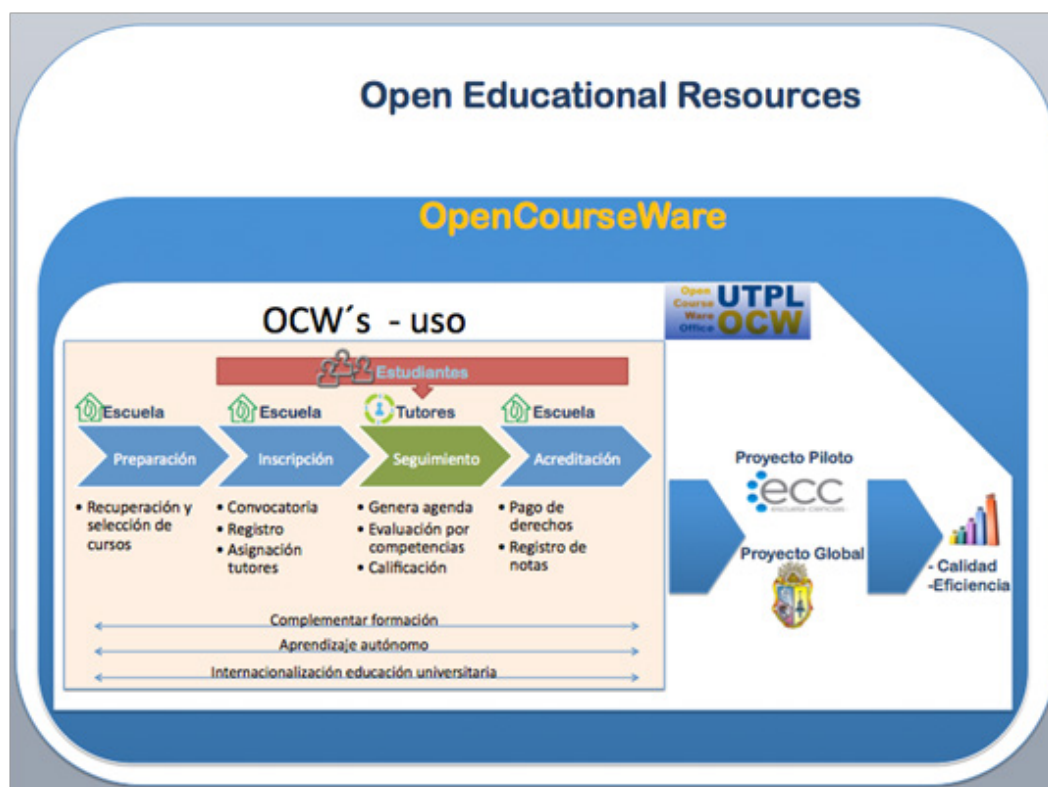 Open Educational Resources
OpenCourseWare
Open
Course
Ware
Office
UTPL
OCW
OCW´s - uso
Estudiantes
Escuela
Escuela
Tutores
Escuela
Preparación
Inscripción
Seguimiento
Acreditación
• Recuperación y
selección de
cursos
• Convocatoria
• Registro
• Asignación
tutores
• Genera agenda
• Evaluación por
competencias
• Calificación
• Pago de
derechos
• Registro de
notas
Complementar formación
Aprendizaje autónomo
Internacionalización educación universitaria
Proyecto Piloto
ecc
escuela ciencias
Proyecto Global
- Calidad
-Eficiencia